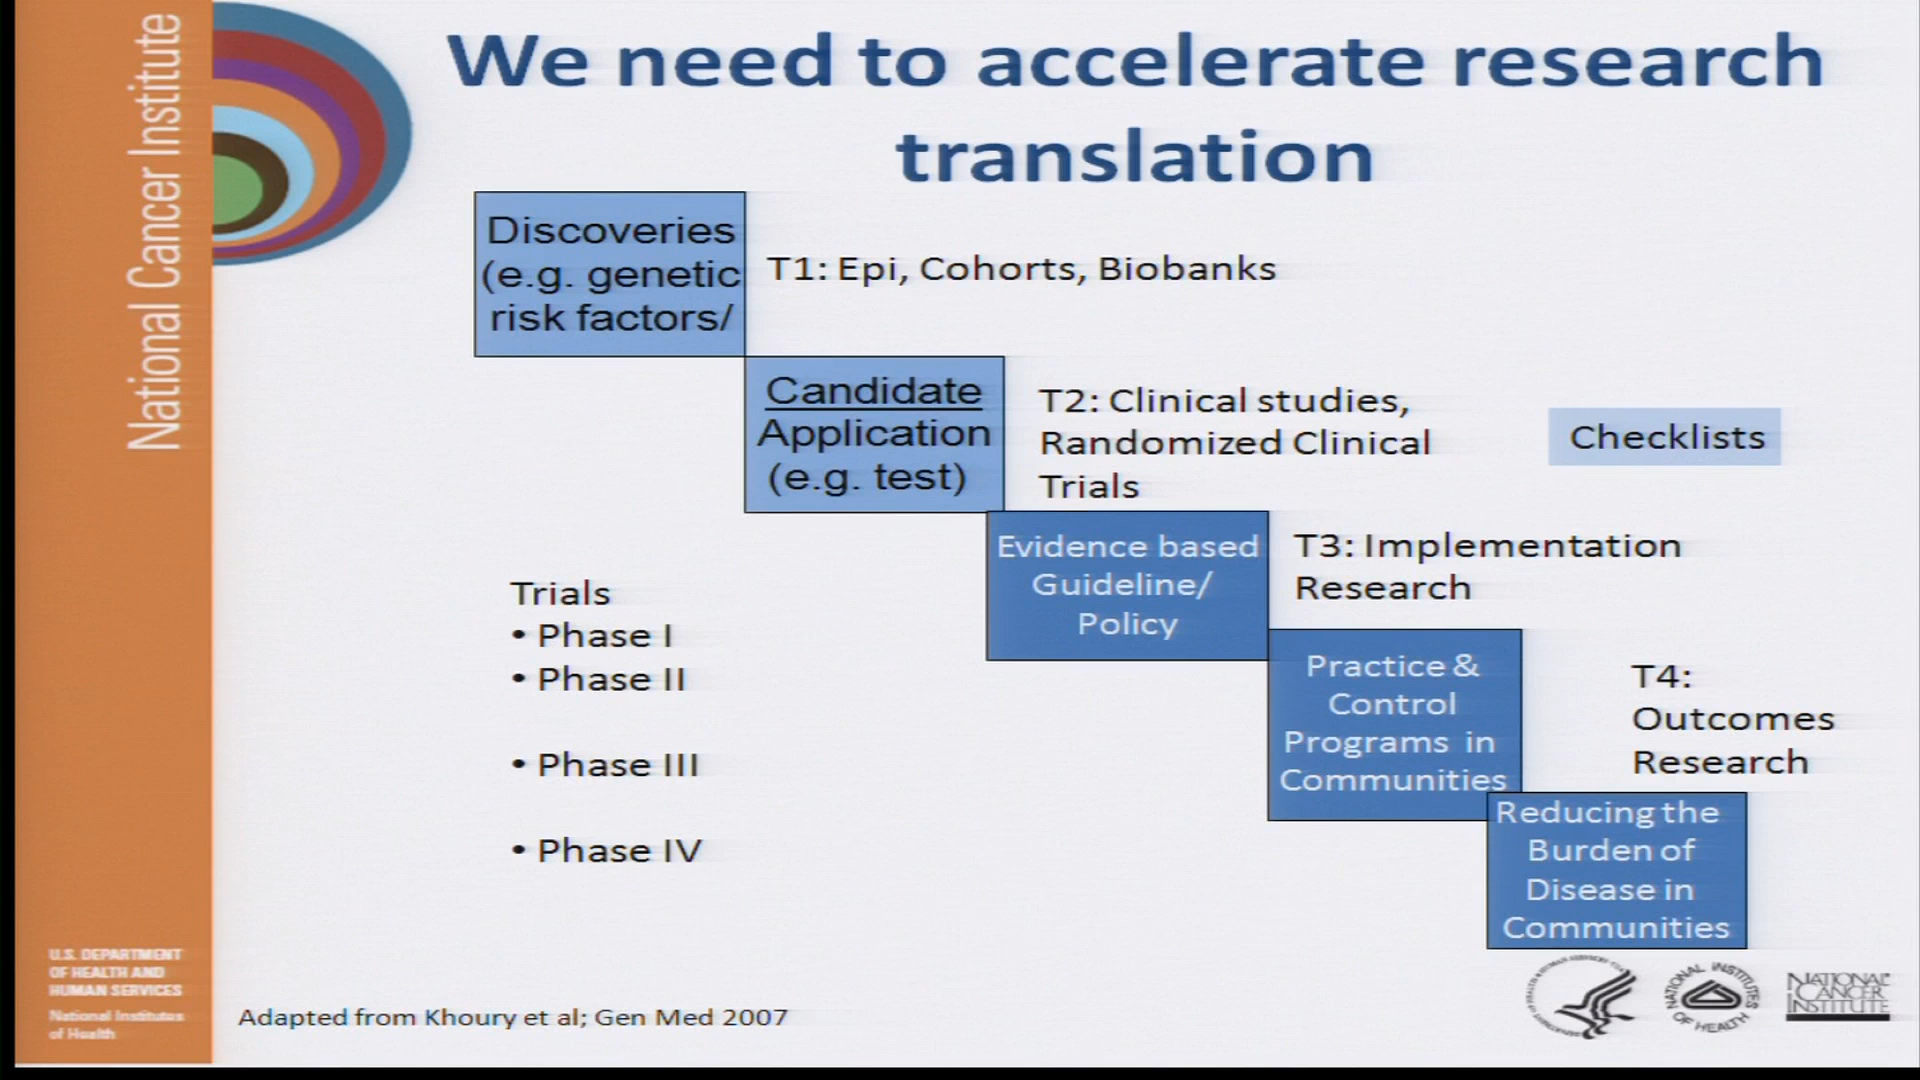 National Cancer Institute
We need to accelerate research
translation
Discoveries
(e.g. genetic
risk factors/
T1: Epi, Cohorts, Biobanks
Candidate
Application
(e.g. test)
T2: Clinical studies,
Randomized Clinical
Trials
Checklists
Evidence based
Guideline/
Policy
T3: Implementation
Research
Trials
• Phase I
• Phase II
• Phase III
• Phase IV
Practice &
Control
Programs in
Communities
T4:
Outcomes
Research
Reducing the
Burden of
Disease in
Communities
U.S. DEPARTMENT
OF HEALTH AND
HUMAN SERVICES
National Institutes
of Health
Adapted from Khoury et al; Gen Med 2007
NATIONAL INSTITUTES
OF HEALTH
NATIONAL
CANCER
INSTITUTE